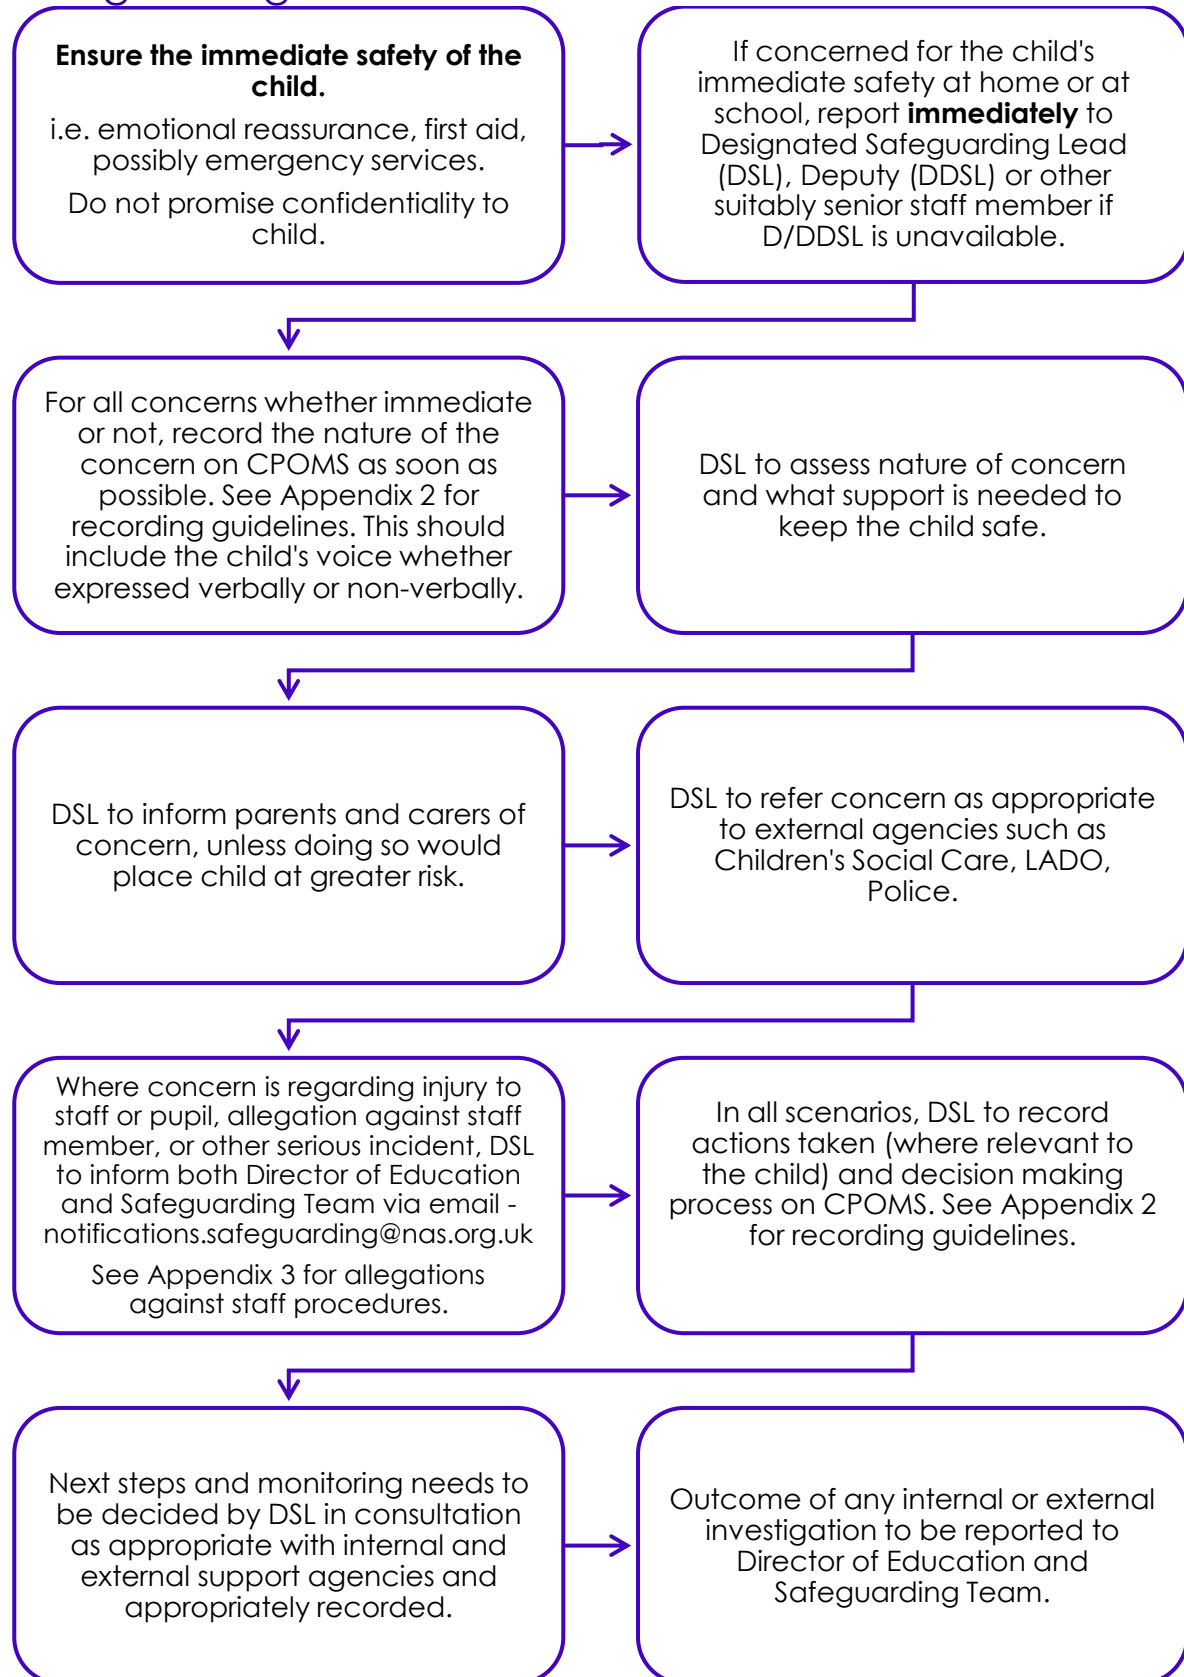 Ensure the immediate safety of the
child.
i.e. emotional reassurance, first aid,
possibly emergency services.
Do not promise confidentiality to
child.
If concerned for the child's
immediate safety at home or at
school, report immediately to
Designated Safeguarding Lead
(DSL), Deputy (DDSL) or other
suitably senior staff member if
D/DDSL is unavailable.
For all concerns whether immediate
or not, record the nature of the
concern on CPOMS as soon as
possible. See Appendix 2 for
recording guidelines. This should
include the child's voice whether
expressed verbally or non-verbally.
DSL to assess nature of concern
and what support is needed to
keep the child safe.
DSL to inform parents and carers of
concern, unless doing so would
place child at greater risk.
DSL to refer concern as appropriate
to external agencies such as
Children's Social Care, LADO,
Police.
Where concern is regarding injury to
staff or pupil, allegation against staff
member, or other serious incident, DSL
to inform both Director of Education
and Safeguarding Team via email -
notifications.safeguarding@nas.org.uk
See Appendix 3 for allegations
against staff procedures.
In all scenarios, DSL to record
actions taken (where relevant to
the child) and decision making
process on CPOMS. See Appendix 2
for recording guidelines.
Next steps and monitoring needs to
be decided by DSL in consultation
as appropriate with internal and
external support agencies and
appropriately recorded.
Outcome of any internal or external
investigation to be reported to
Director of Education and
Safeguarding Team.